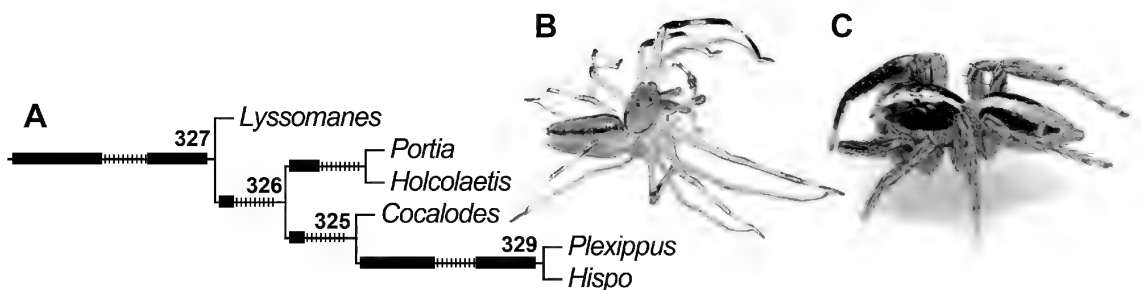 A
B
C
327
Lyssomanes
Portia
326
Holcolaetis
325
Cocalodes
329
Plexippus
Hispo